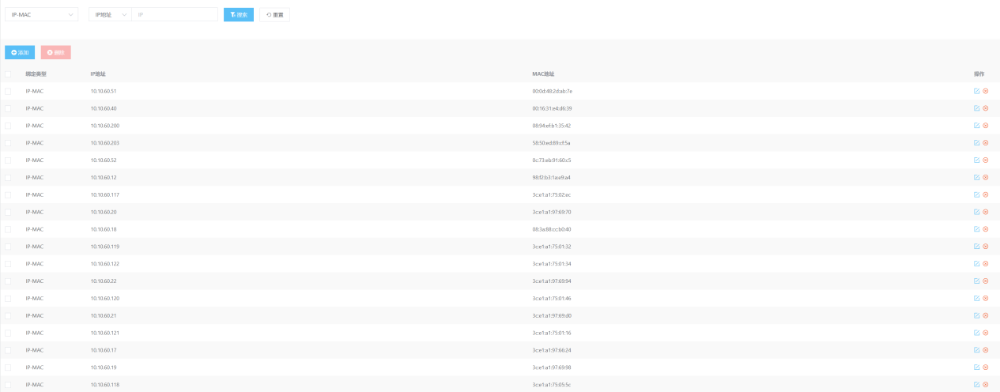 IP-MAC IP地址 IP 搜索 重置
添加 删除
绑定类型 IP地址 MAC地址 操作
IP-MAC 10.10.60.51 00:0d:48:2d:ab:7e
IP-MAC 10.10.60.40 00:16:31:e4:d6:39
IP-MAC 10.10.60.200 08:94:ef:b1:35:42
IP-MAC 10.10.60.203 58:50:ed:89:cf:5a
IP-MAC 10.10.60.52 0c:73:eb:91:60:c5
IP-MAC 10.10.60.12 98:f2:b3:1a:e9:a4
IP-MAC 10.10.60.117 3c:e1:a1:75:02:ec
IP-MAC 10.10.60.20 3c:e1:a1:97:69:70
IP-MAC 10.10.60.18 08:3a:88:cc:b0:40
IP-MAC 10.10.60.119 3c:e1:a1:75:01:32
IP-MAC 10.10.60.122 3c:e1:a1:75:01:34
IP-MAC 10.10.60.22 3c:e1:a1:97:69:94
IP-MAC 10.10.60.120 3c:e1:a1:75:01:46
IP-MAC 10.10.60.21 3c:e1:a1:97:69:d0
IP-MAC 10.10.60.121 3c:e1:a1:75:01:16
IP-MAC 10.10.60.17 3c:e1:a1:97:66:24
IP-MAC 10.10.60.19 3c:e1:a1:97:69:98
IP-MAC 10.10.60.118 3c:e1:a1:75:05:5c